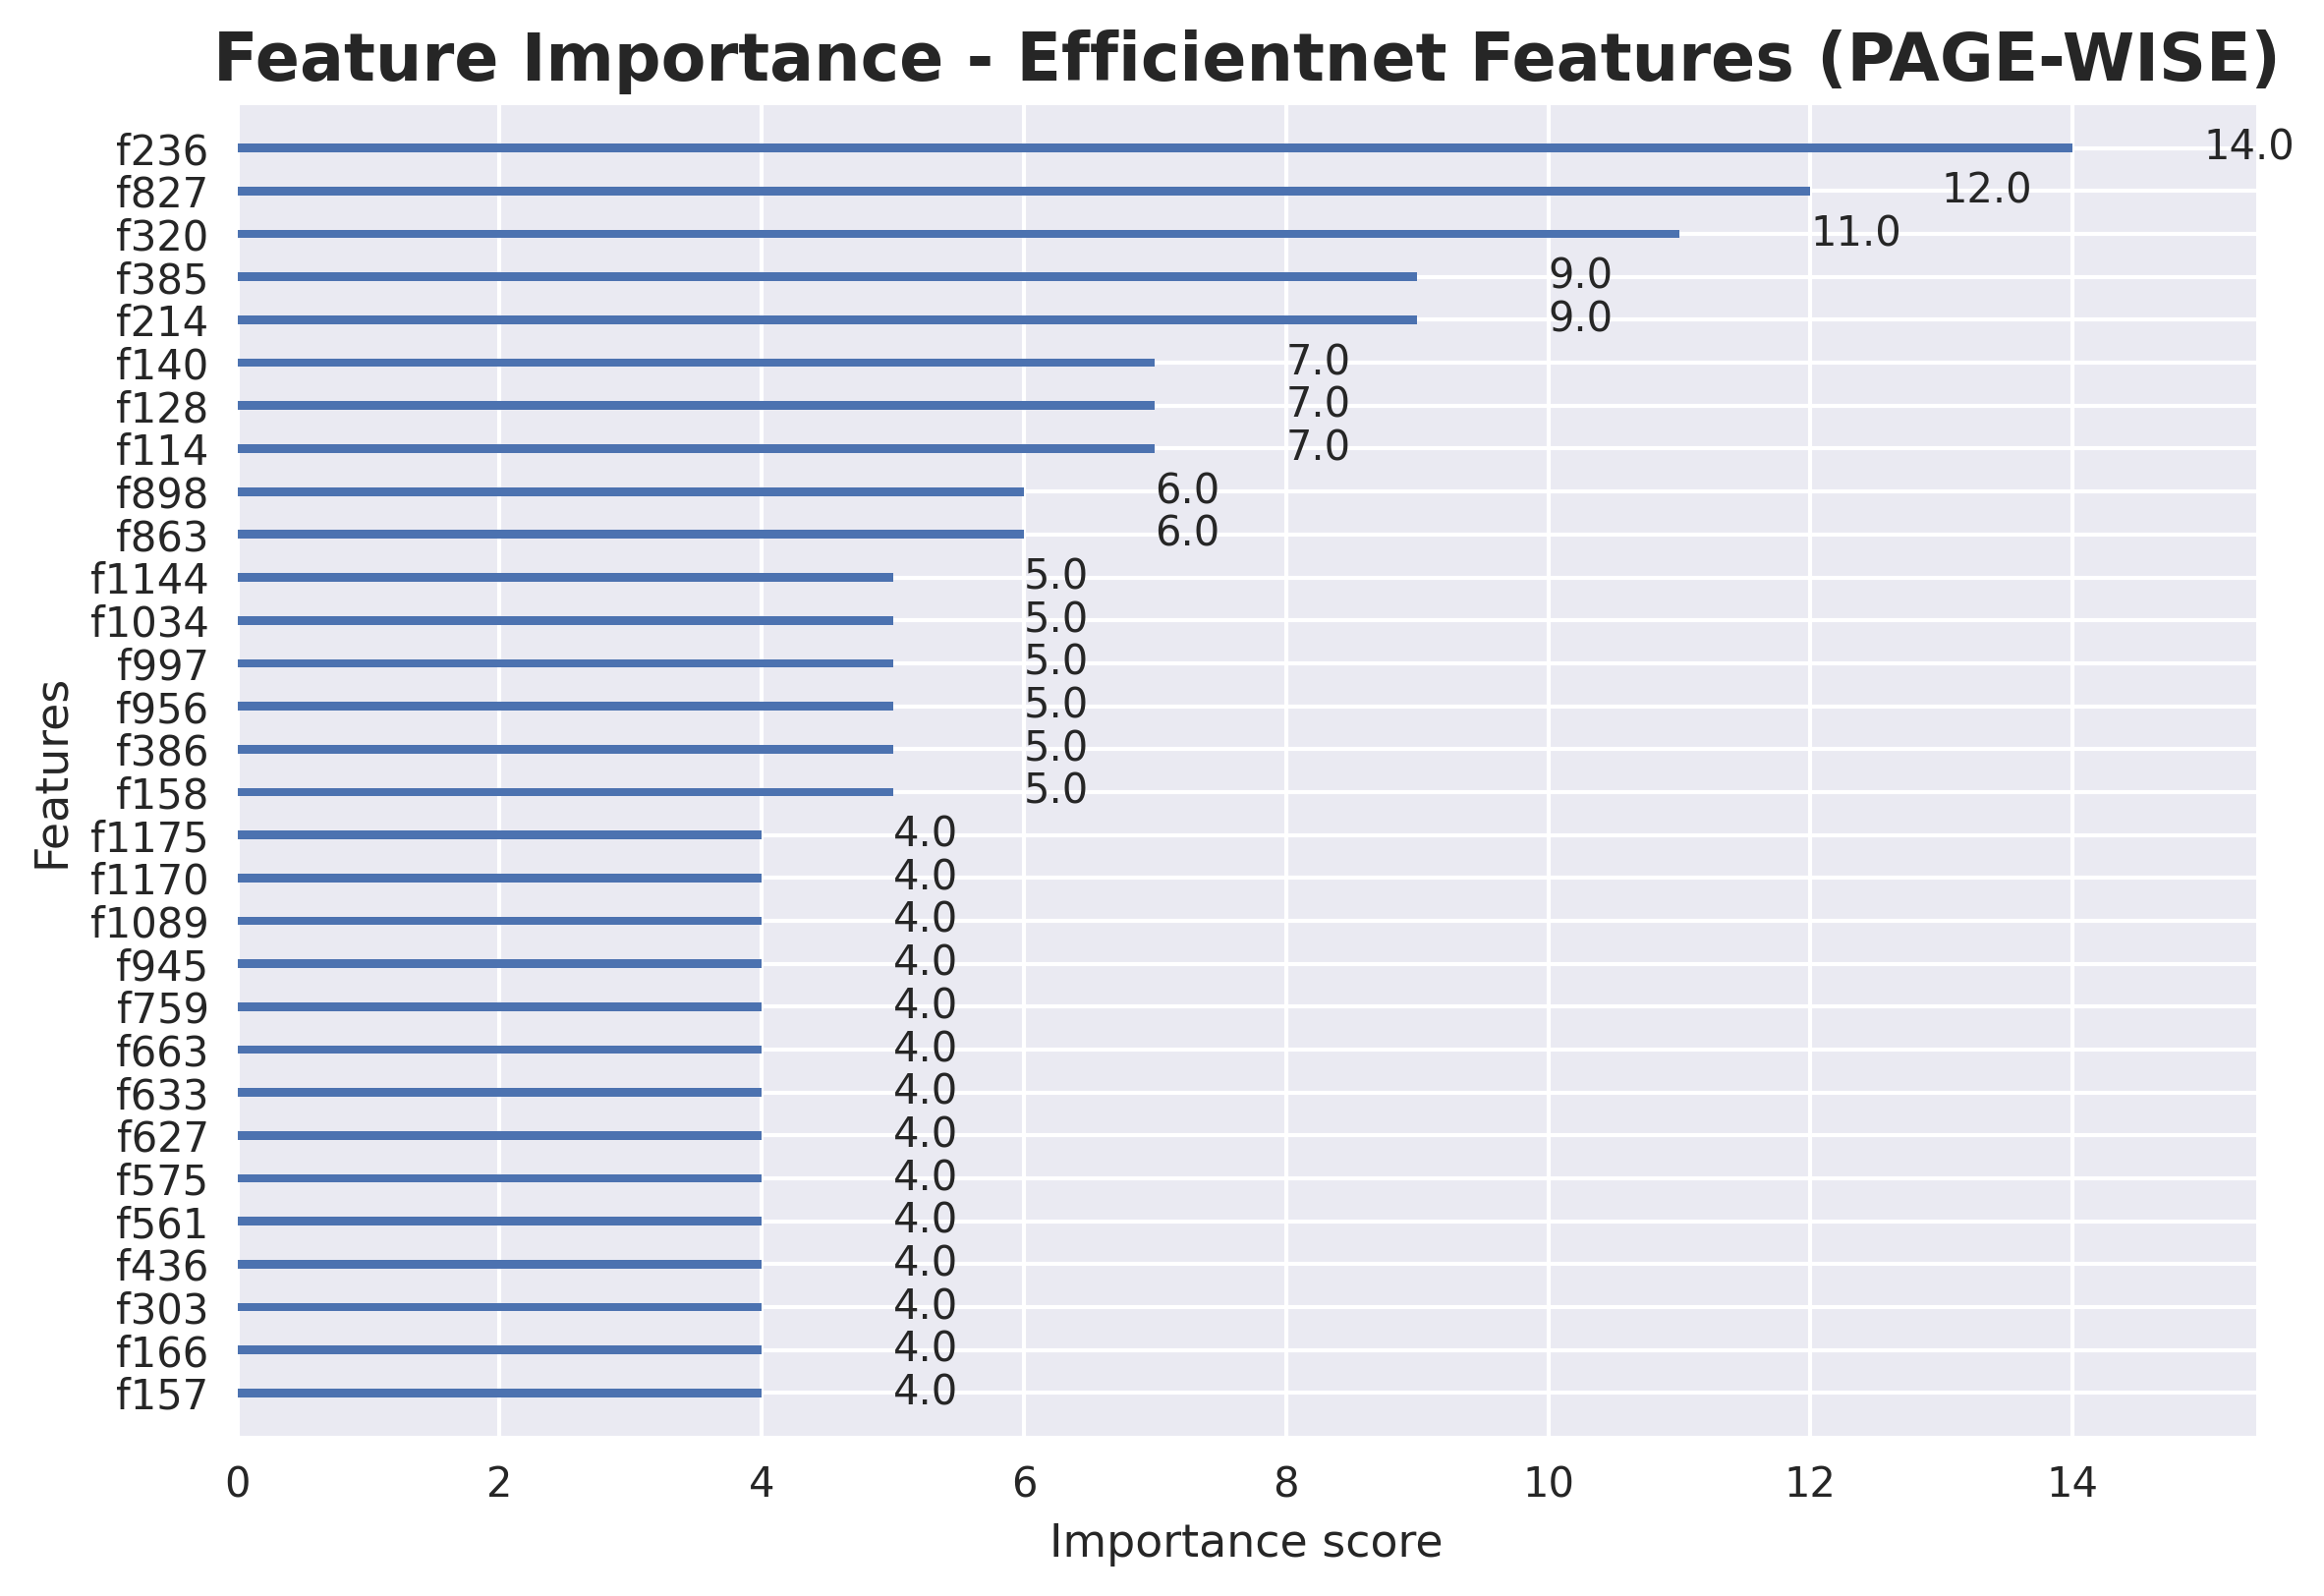 Feature Importance - Efficientnet Features (PAGE-WISE)
f236 14.0
f827 12.0
f320 11.0
f385 9.0
f214 9.0
f140 7.0
f128 7.0
f114 7.0
f898 6.0
f863 6.0
f1144 5.0
f1034 5.0
f997 5.0
f956 5.0
f386 5.0
f158 5.0
f1175 4.0
f1170 4.0
f1089 4.0
f945 4.0
f759 4.0
f663 4.0
f633 4.0
f627 4.0
f575 4.0
f561 4.0
f436 4.0
f303 4.0
f166 4.0
f157 4.0
Features
0 2 4 6 8 10 12 14
Importance score